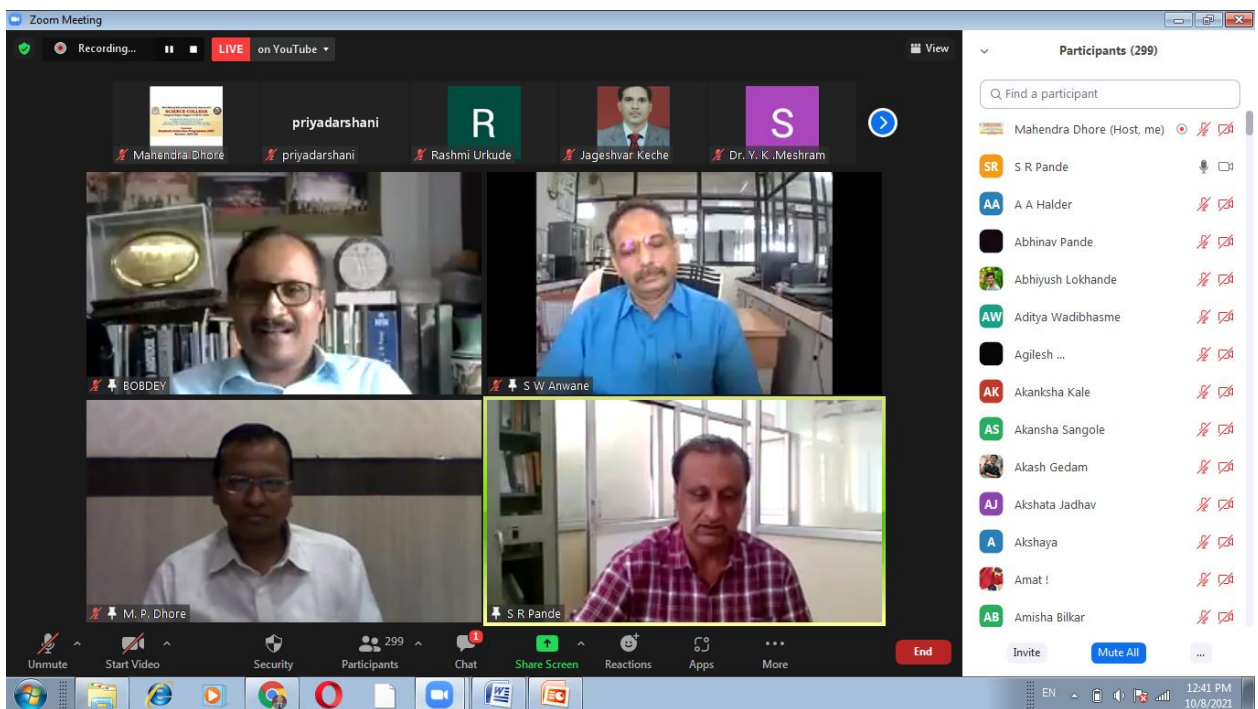 Zoom Meeting
Recording...
LIVE on YouTube
View
SCIENCE COLLEGE
priyadarshani
R
S
Mahendra Dhore
priyadarshani
Rashmi Urkude
Jageshvar Keche
Dr. Y. K .Meshram
BOBDEY
S W Anwane
M. P. Dhore
S R Pande
Unmute
Start Video
Security
299
Participants
1
Chat
Share Screen
Reactions
Apps
More
End
Participants (299)
Find a participant
Mahendra Dhore (Host, me)
SR S R Pande
AA A A Halder
Abhinav Pande
Abhiyush Lokhande
AW Aditya Wadibhasme
Agilesh ...
AK Akanksha Kale
AS Akansha Sangole
Akash Gedam
AJ Akshata Jadhav
A Akshaya
Amat !
AB Amisha Bilkar
Invite
Mute All
...
EN
12:41 PM
10/8/2021